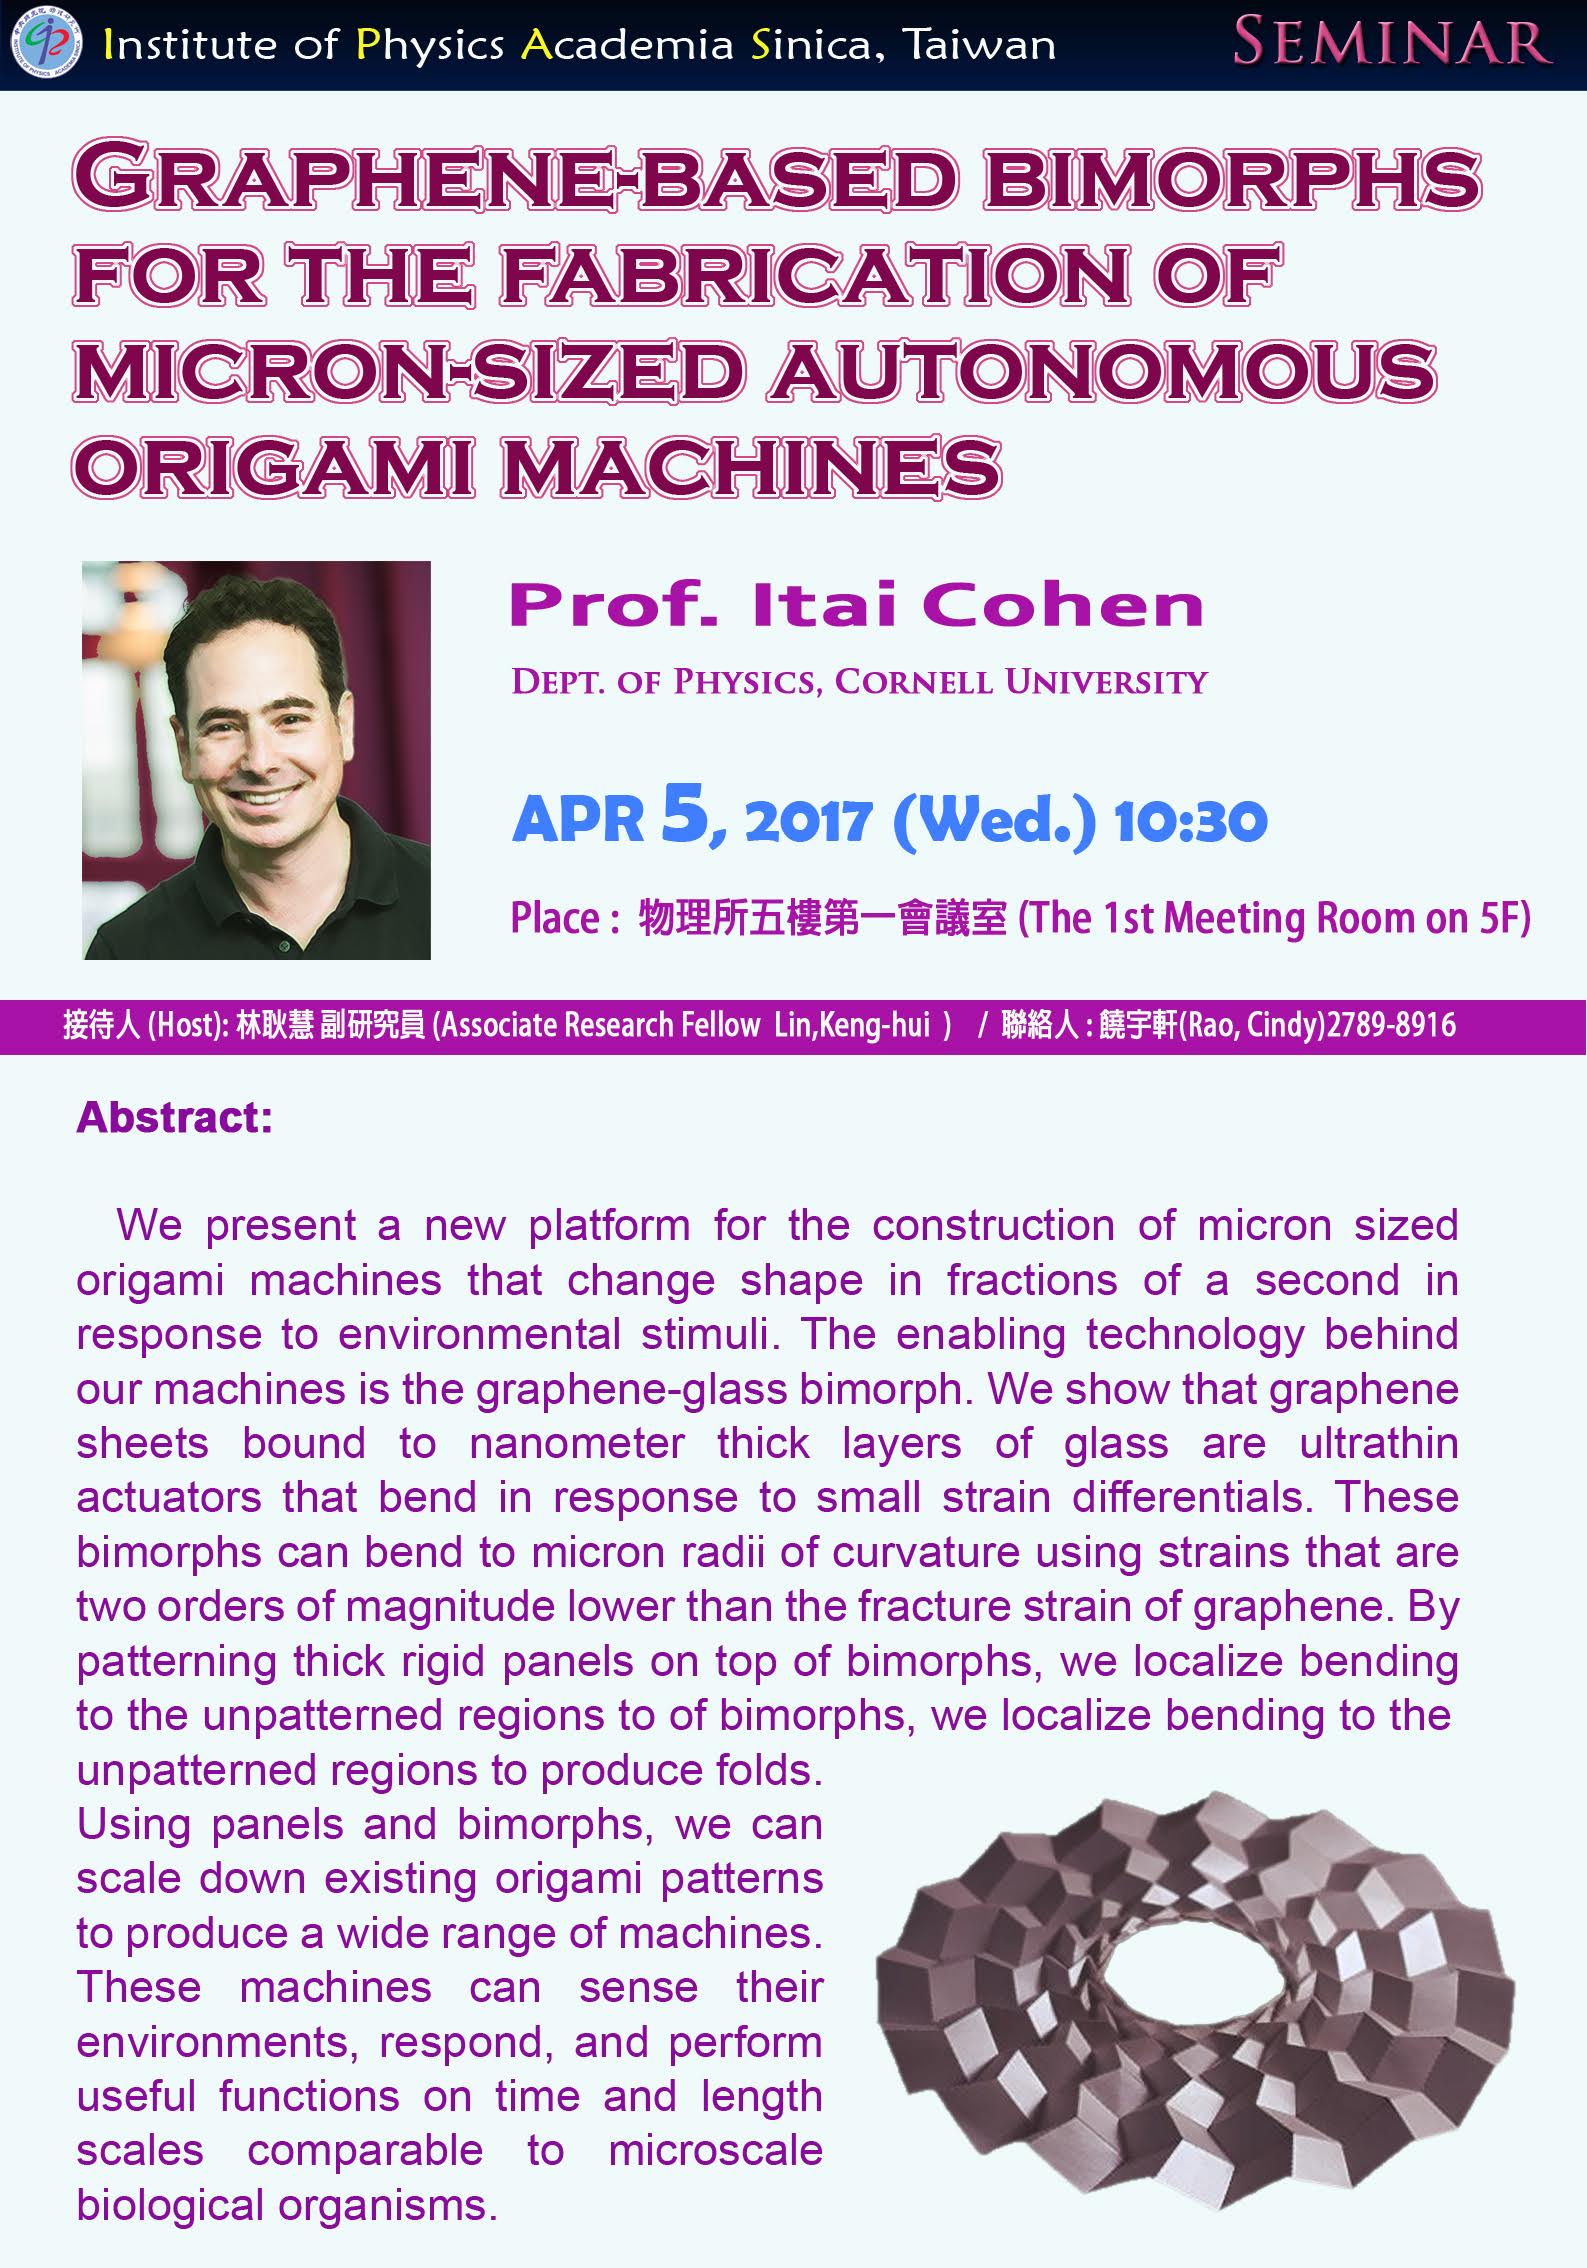 Institute of Physics Academia Sinica, Taiwan
SEMINAR
GRAPHENE-BASED BIMORPHS
FOR THE FABRICATION OF
MICRON-SIZED AUTONOMOUS
ORIGAMI MACHINES
Prof. Itai Cohen
DEPT. OF PHYSICS, CORNELL UNIVERSITY
APR 5, 2017 (Wed.) 10:30
Place : 物理所五樓第一會議室 (The 1st Meeting Room on 5F)
接待人 (Host): 林耿慧 副研究員 (Associate Research Fellow Lin,Keng-hui ) / 聯絡人 : 饒宇軒(Rao, Cindy)2789-8916
Abstract:
We present a new platform for the construction of micron sized
origami machines that change shape in fractions of a second in
response to environmental stimuli. The enabling technology behind
our machines is the graphene-glass bimorph. We show that graphene
sheets bound to nanometer thick layers of glass are ultrathin
actuators that bend in response to small strain differentials. These
bimorphs can bend to micron radii of curvature using strains that are
two orders of magnitude lower than the fracture strain of graphene. By
patterning thick rigid panels on top of bimorphs, we localize bending
to the unpatterned regions to of bimorphs, we localize bending to the
unpatterned regions to produce folds.
Using panels and bimorphs, we can
scale down existing origami patterns
to produce a wide range of machines.
These machines can sense their
environments, respond, and perform
useful functions on time and length
scales comparable to microscale
biological organisms.